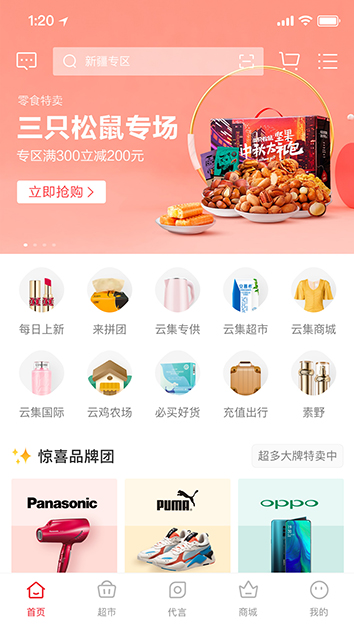 1:20
新疆专区
零食特卖
三只松鼠专场
专区满300立减200元
立即抢购 >
坚果
中秋大礼包
每日上新
来拼团
云集专供
云集超市
云集商城
云集国际
云鸡农场
必买好货
充值出行
素野
惊喜品牌团
超多大牌特卖中
Panasonic
PUMA
oppo
首页
超市
代言
商城
我的